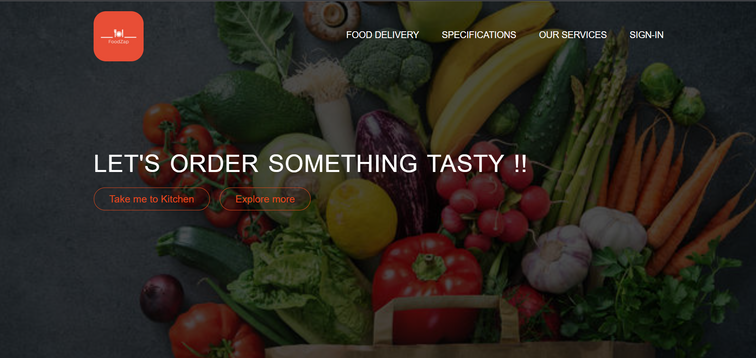 FoodZap
FOOD DELIVERY SPECIFICATIONS OUR SERVICES SIGN-IN
LET'S ORDER SOMETHING TASTY !!
Take me to Kitchen Explore more